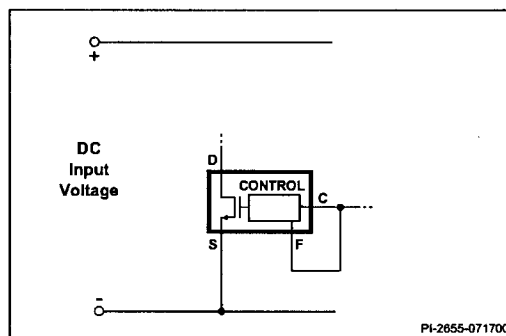 +
DC
Input
Voltage
D
CONTROL
C
S
F
-
PI-2655-071700